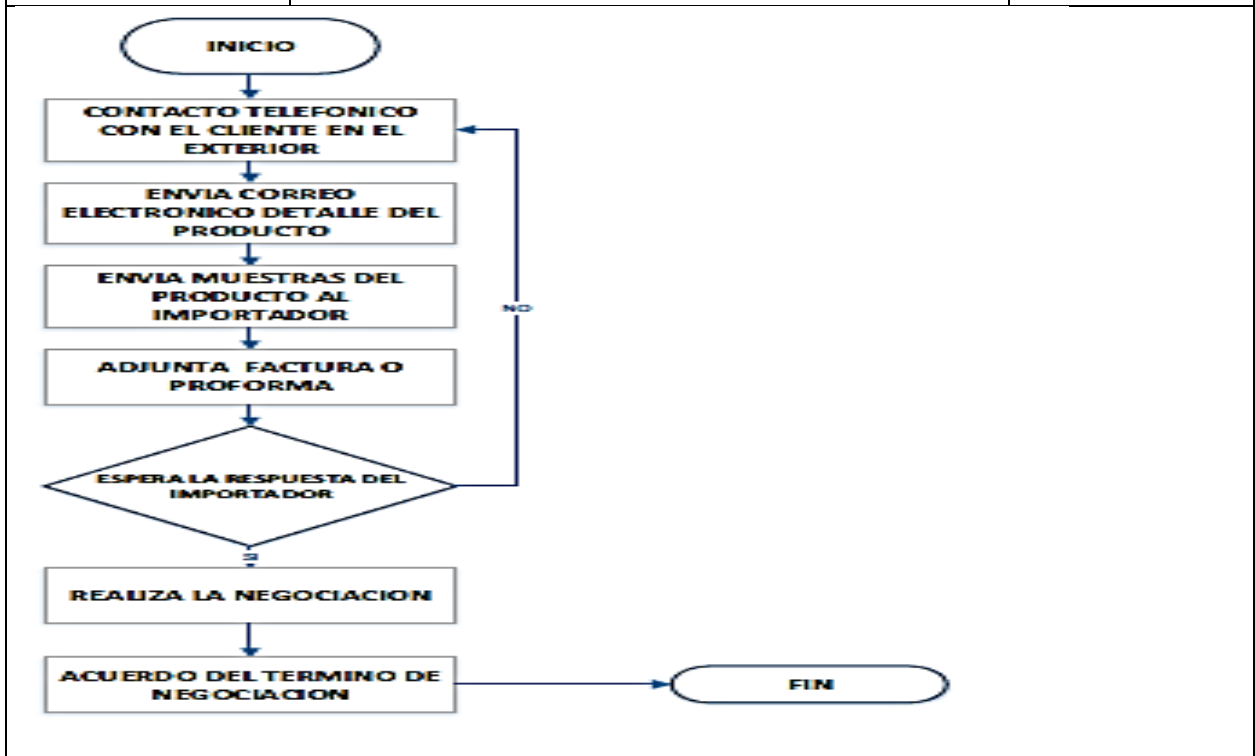 INICIO
CONTACTO TELEFONICO
CON EL CLIENTE EN EL
EXTERIOR
ENVIA CORREO
ELECTRONICO DETALLE DEL
PRODUCTO
ENVIA MUESTRAS DEL
PRODUCTO AL
IMPORTADOR
NO
ADJUNTA FACTURA O
PROFORMA
ESPERA LA RESPUESTA DEL
IMPORTADOR
SI
REALIZA LA NEGOCIACION
ACUERDO DEL TERMINO DE
NEGOCIACION
FIN